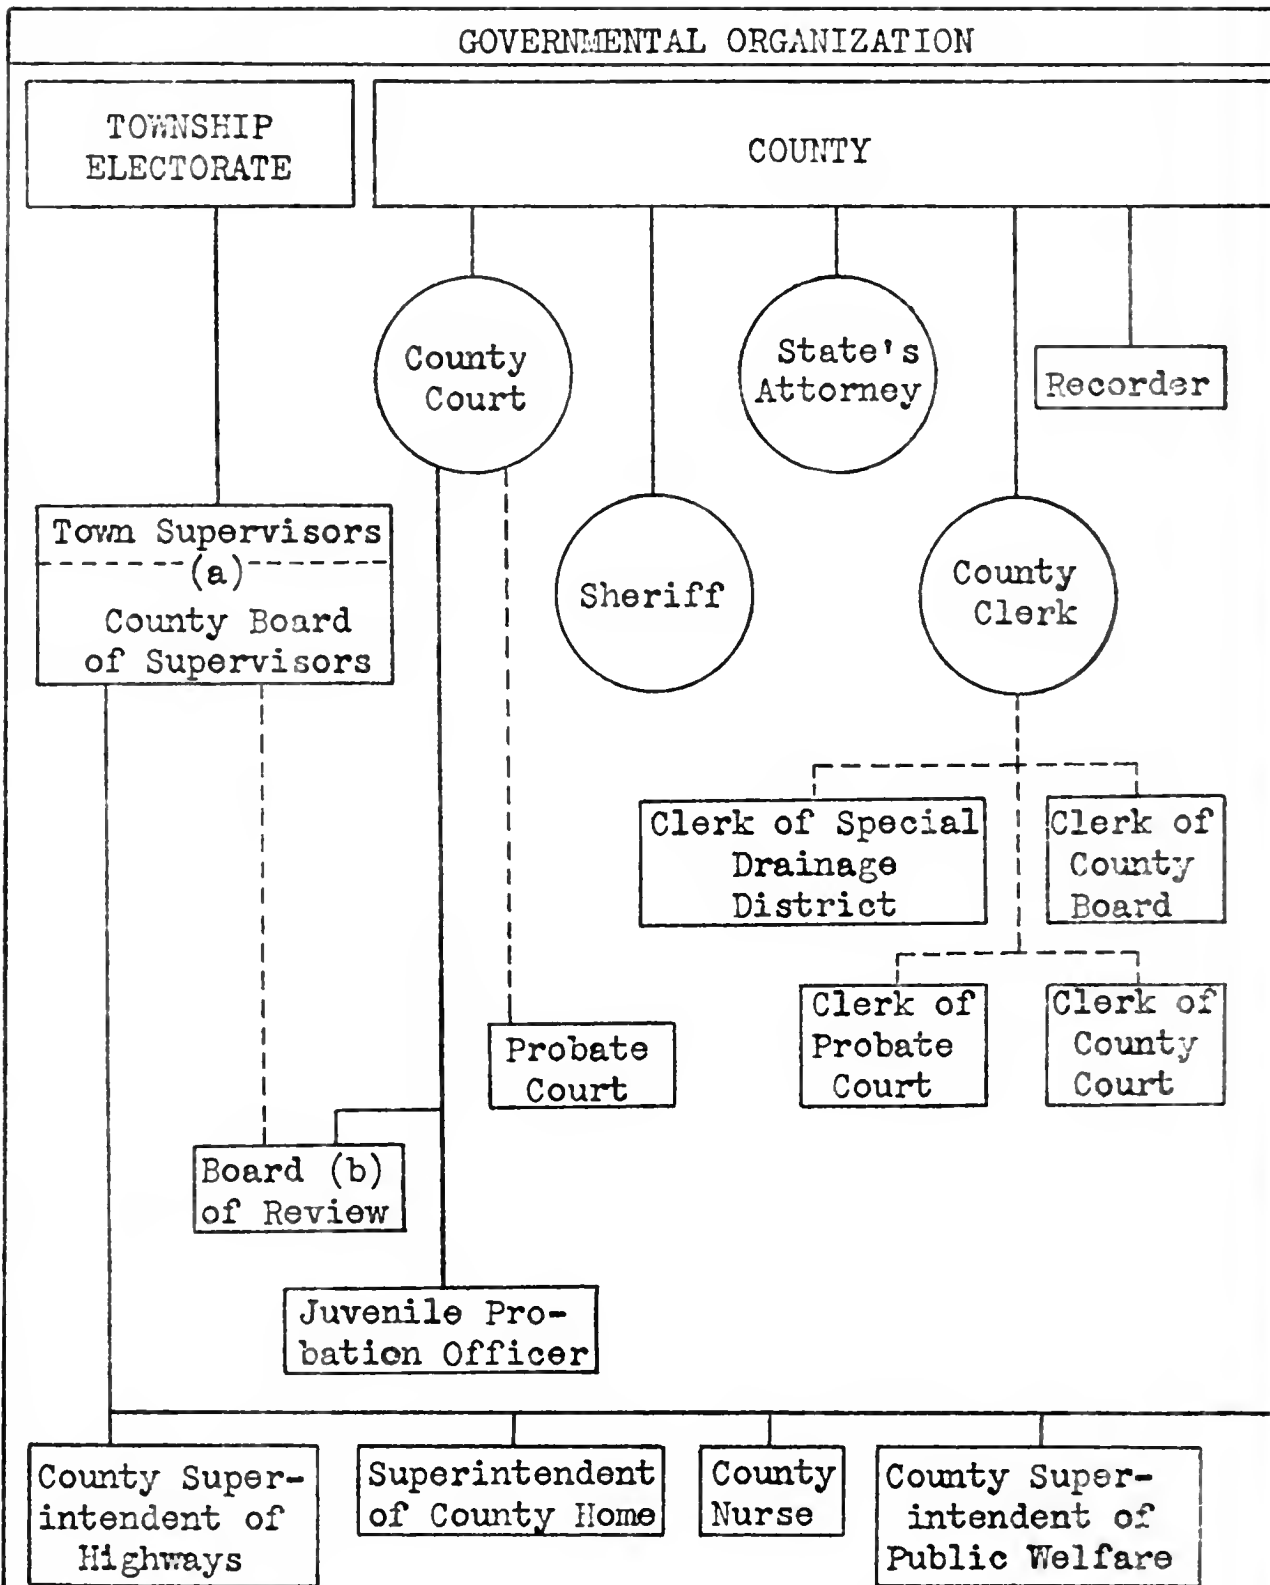 GOVERNMENTAL ORGANIZATION
TOWNSHIP
ELECTORATE
COUNTY
County
Court
State's
Attorney
Recorder
Town Supervisors
(a)
County Board
of Supervisors
Sheriff
County
Clerk
Clerk of Special
Drainage
District
Clerk of
County
Board
Clerk of
Probate
Court
Clerk of
County
Court
Probate
Court
Board (b)
of Review
Juvenile Pro-
bation Officer
County Super-
intendent of
Highways
Superintendent
of County Home
County
Nurse
County Super-
intendent of
Public Welfare